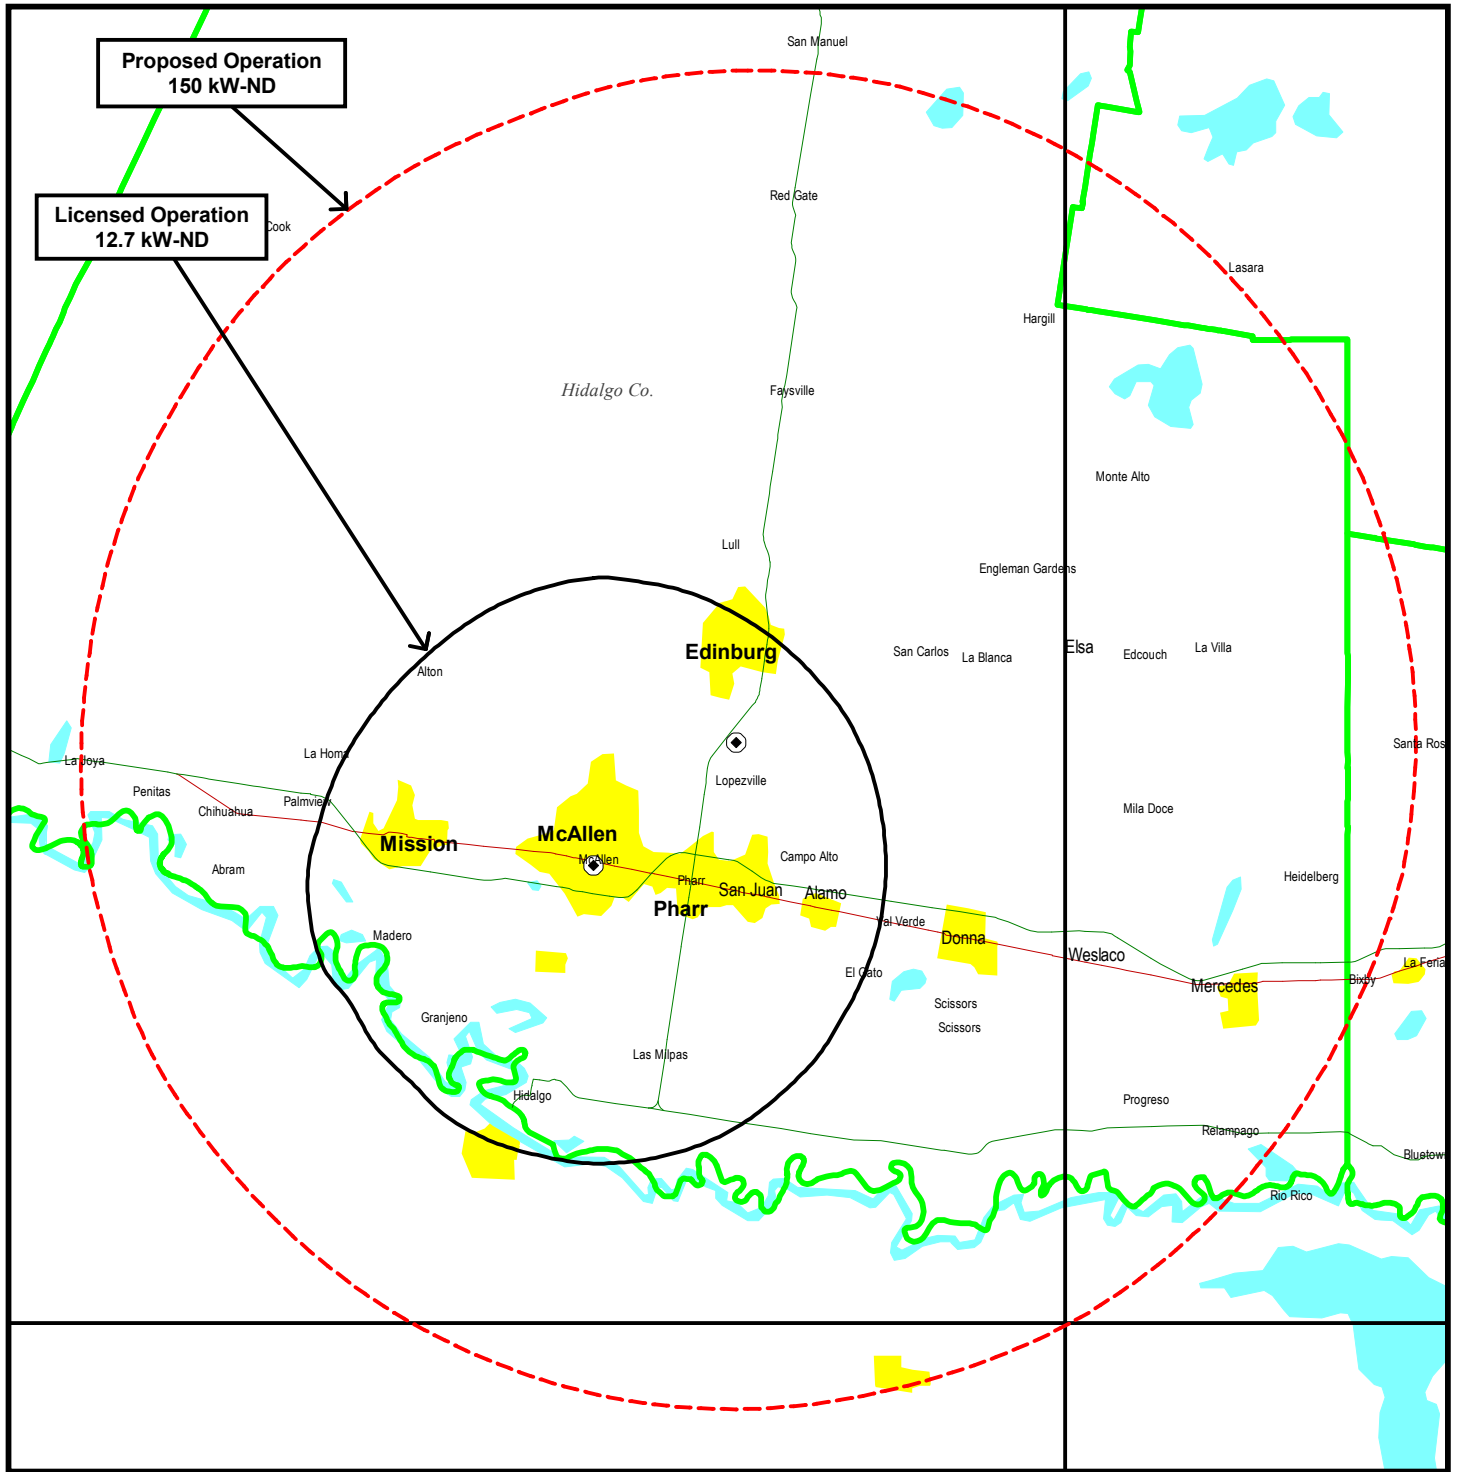 San Manuel
Proposed Operation
150 kW-ND
Red Gate
Licensed Operation
12.7 kW-ND
Cook
Lasara
Hargill
Hidalgo Co.
Faysville
Monte Alto
Lull
Engleman Gardens
Edinburg
San Carlos
La Blanca
Elsa
Edcouch
La Villa
Alton
Santa Ros
La Homa
La Joya
Lopezville
Penitas
Palmview
Chihuahua
Mila Doce
McAllen
Mission
McAllen
Campo Alto
Abram
Pharr
San Juan
Alamo
Heidelberg
Pharr
Val Verde
Madero
Donna
Weslaco
La Feria
El Gato
Bixby
Mercedes
Scissors
Granjeno
Scissors
Las Milpas
Hidalgo
Progreso
Relampago
Bluetow
Rio Rico